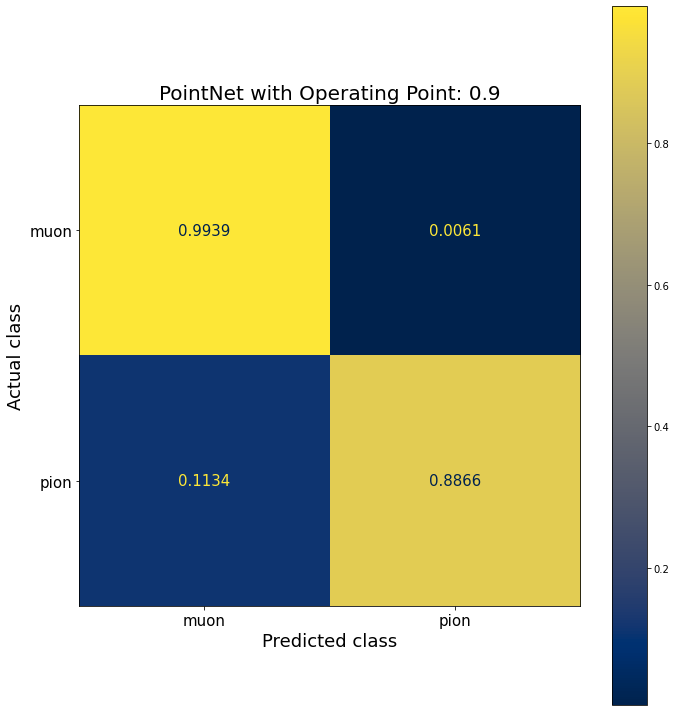 PointNet with Operating Point: 0.9
Actual class
muon
0.9939
0.0061
pion
0.1134
0.8866
muon
pion
Predicted class
0.8
0.6
0.4
0.2